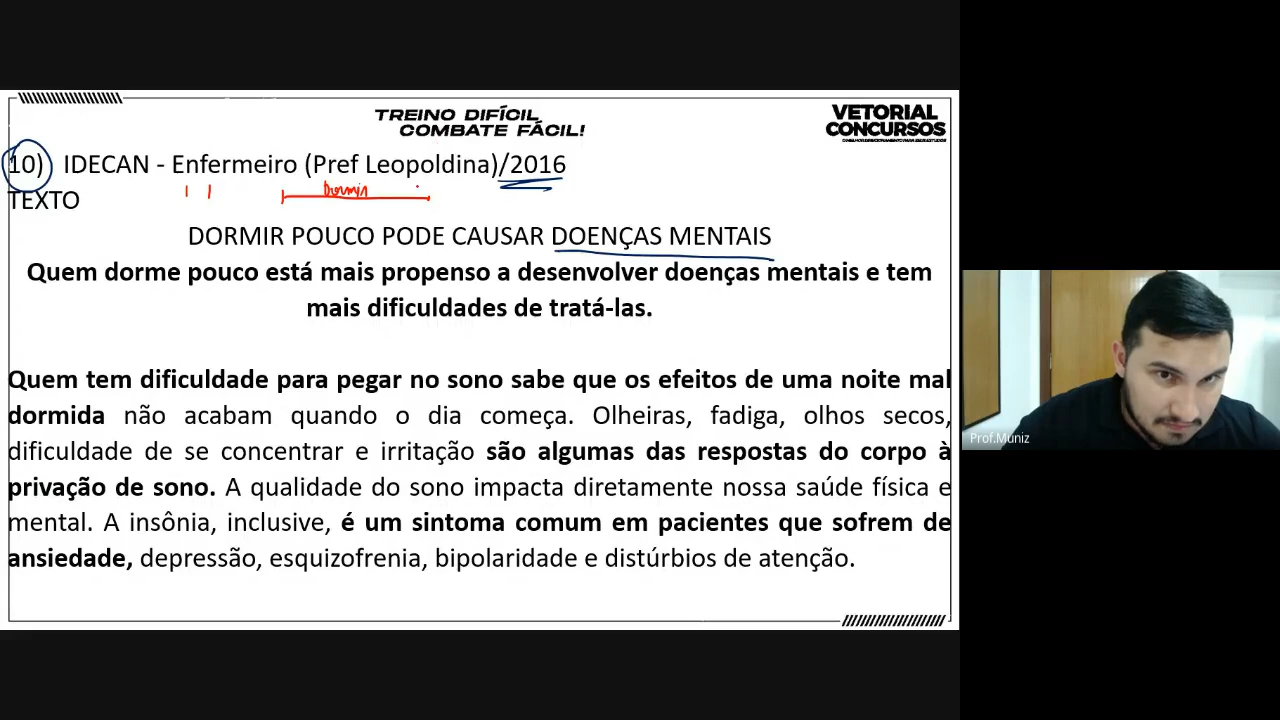 TREINO DIFÍCIL
COMBATE FÁCIL!
VETORIAL
CONCURSOS
10) IDECAN - Enfermeiro (Pref Leopoldina)/2016
Dormir
TEXTO
DORMIR POUCO PODE CAUSAR DOENÇAS MENTAIS
Quem dorme pouco está mais propenso a desenvolver doenças mentais e tem
mais dificuldades de tratá-las.
Quem tem dificuldade para pegar no sono sabe que os efeitos de uma noite mal
dormida não acabam quando o dia começa. Olheiras, fadiga, olhos secos,
dificuldade de se concentrar e irritação são algumas das respostas do corpo à
privação de sono. A qualidade do sono impacta diretamente nossa saúde física e
mental. A insônia, inclusive, é um sintoma comum em pacientes que sofrem de
ansiedade, depressão, esquizofrenia, bipolaridade e distúrbios de atenção.
Prof.Muniz